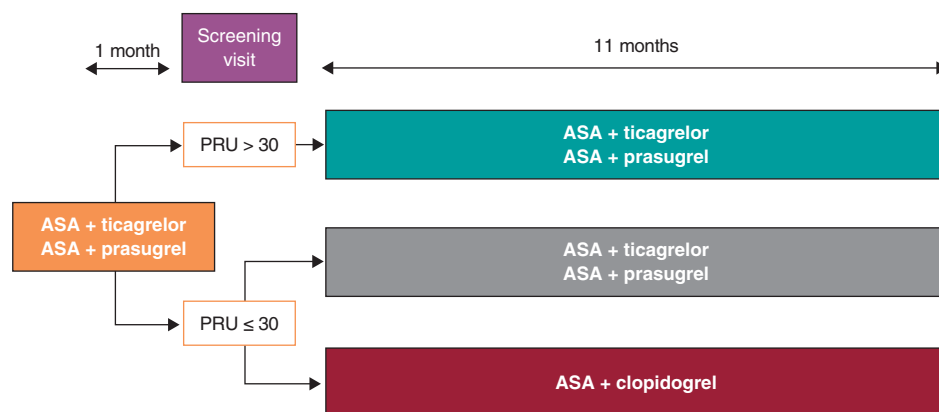 1 month
Screening
visit
11 months
PRU > 30
ASA + ticagrelor
ASA + prasugrel
ASA + ticagrelor
ASA + prasugrel
ASA + ticagrelor
ASA + prasugrel
PRU ≤ 30
ASA + clopidogrel